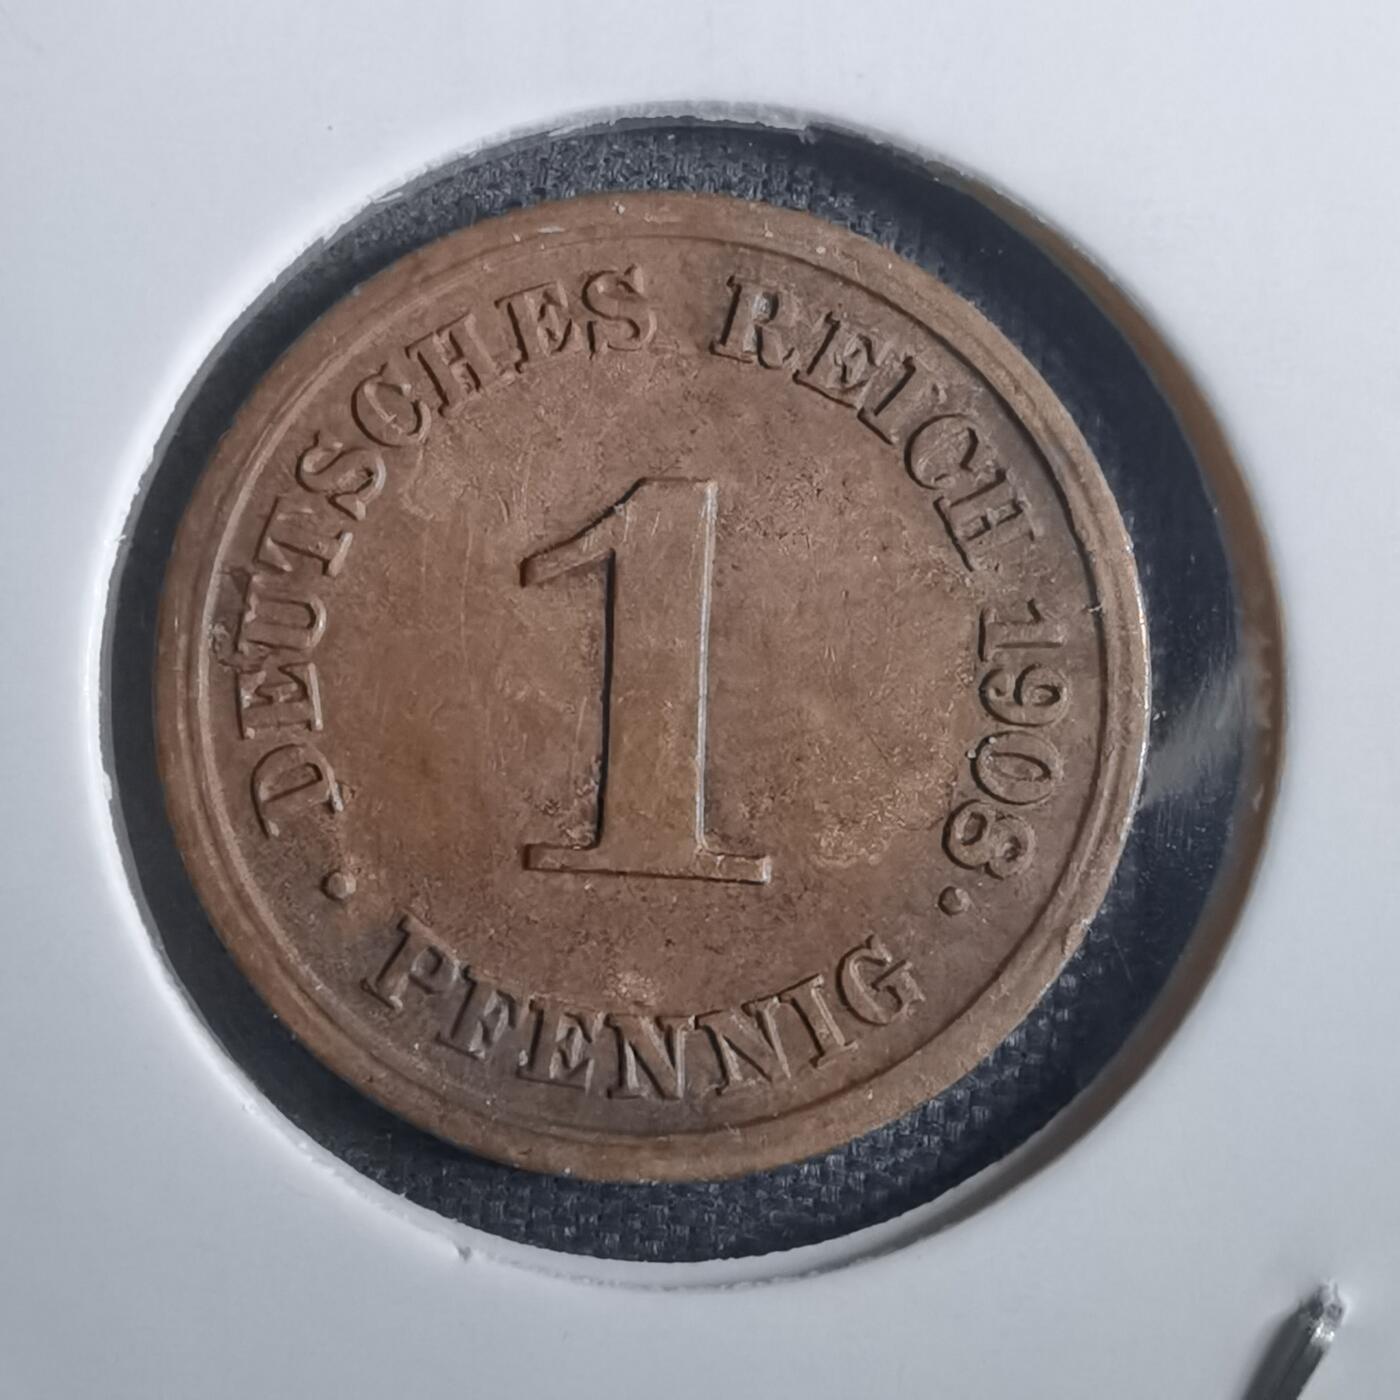 · DEUTSCHES REICH 1908 ·
1
PFENNIG